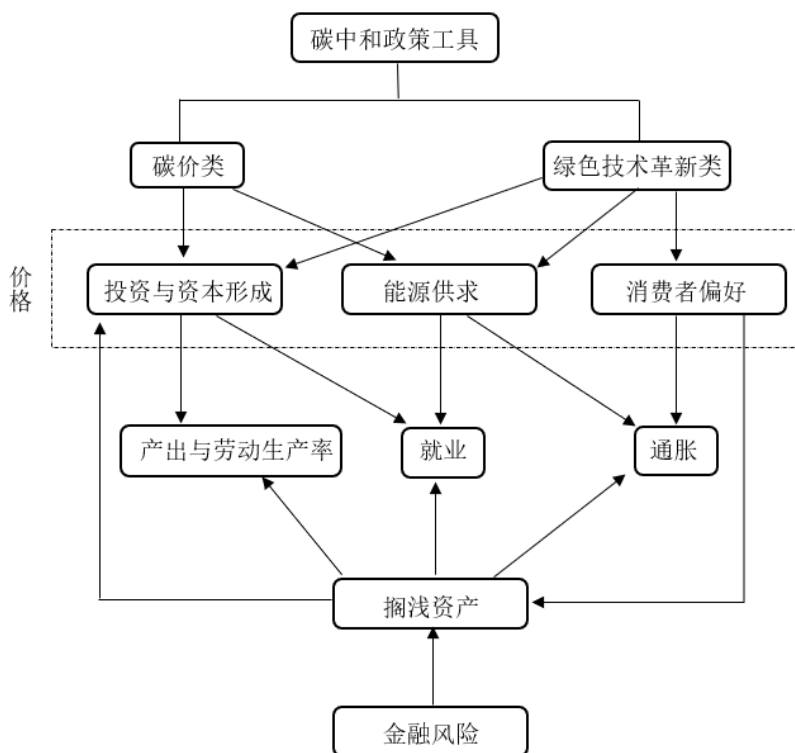 碳中和政策工具
碳价类
绿色技术革新类
价格
投资与资本形成
能源供求
消费者偏好
产出与劳动生产率
就业
通胀
搁浅资产
金融风险